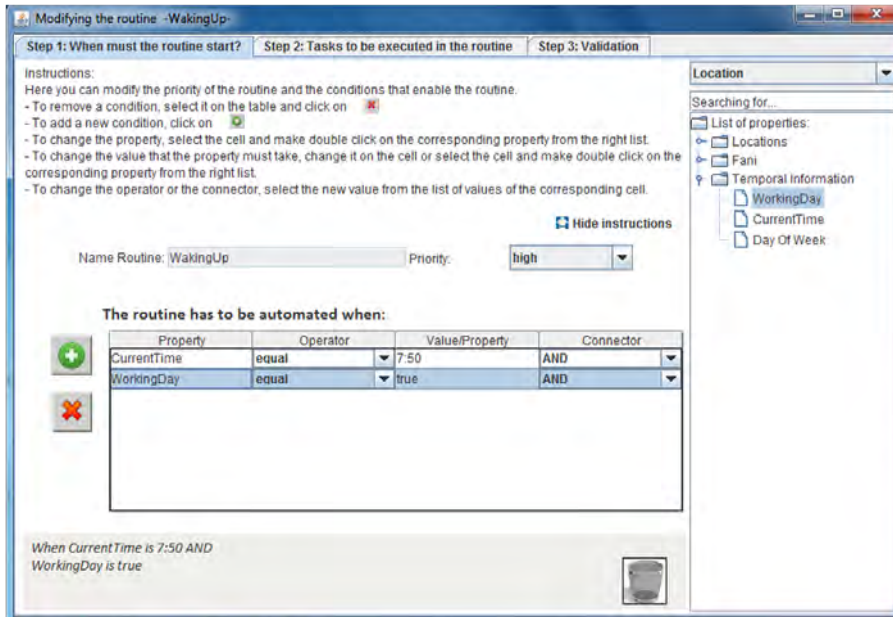 Modifying the routine -WakingUp-
Step 1: When must the routine start?
Step 2: Tasks to be executed in the routine
Step 3: Validation
Instructions:
Here you can modify the priority of the routine and the conditions that enable the routine.
- To remove a condition, select it on the table and click on
- To add a new condition, click on
- To change the property, select the cell and make double click on the corresponding property from the right list.
- To change the value that the property must take, change it on the cell or select the cell and make double click on the
corresponding property from the right list.
- To change the operator or the connector, select the new value from the list of values of the corresponding cell.
Hide instructions
Name Routine: WakingUp
Priority: high
The routine has to be automated when:
Property Operator Value/Property Connector
CurrentTime equal 7:50 AND
WorkingDay equal true AND
When CurrentTime is 7:50 AND
WorkingDay is true
Location
Searching for...
List of properties:
Locations
Fani
Temporal Information
WorkingDay
CurrentTime
Day Of Week